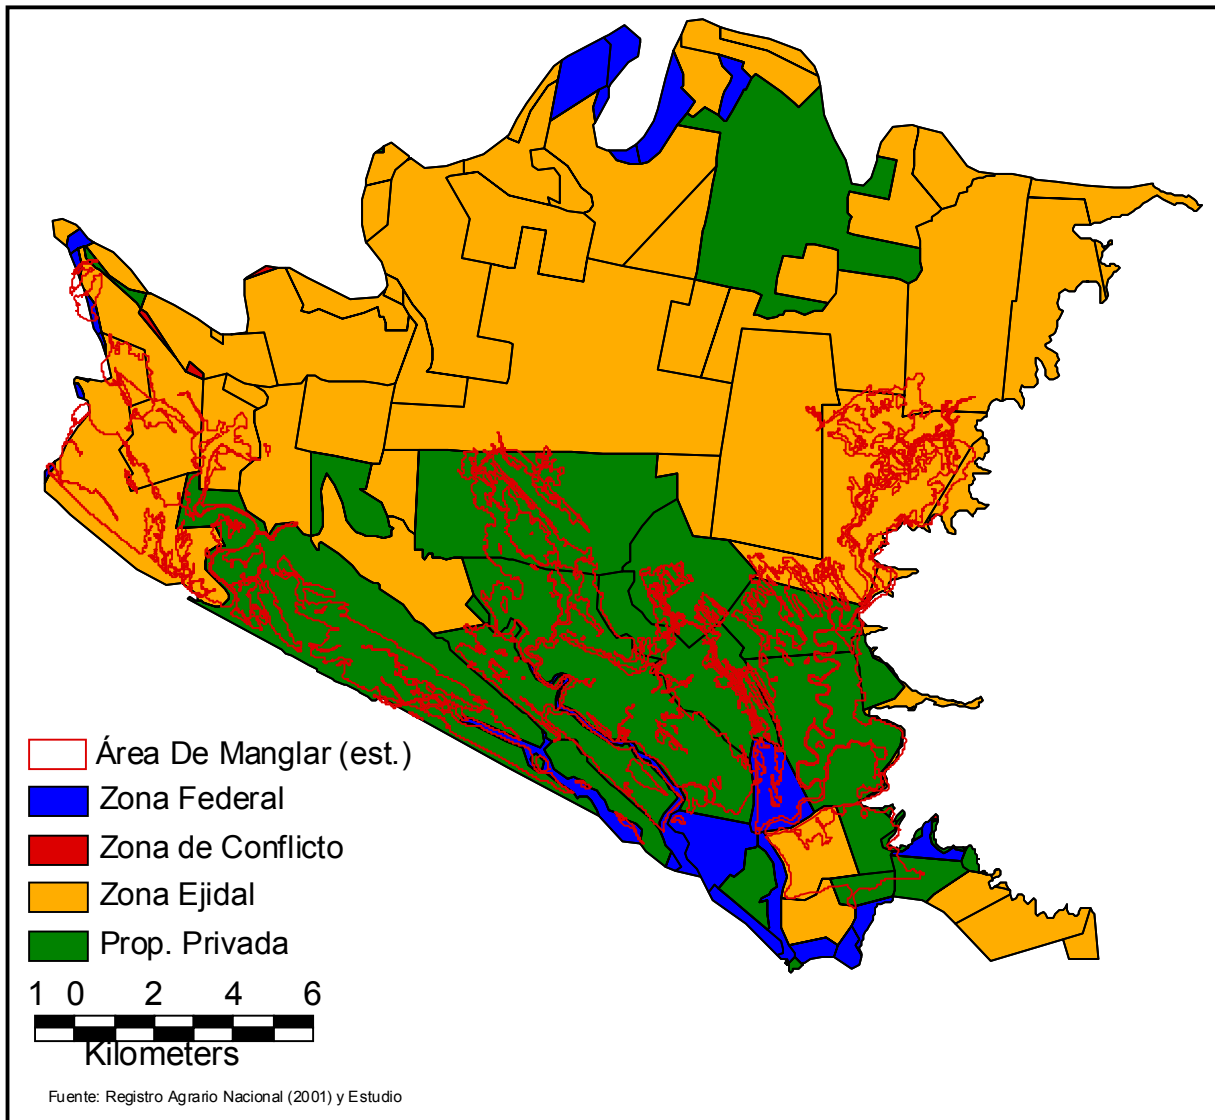 Área De Manglar (est.)
Zona Federal
Zona de Conflicto
Zona Ejidal
Prop. Privada
1 0 2 4 6
Kilometers
Fuente: Registro Agrario Nacional (2001) y Estudio